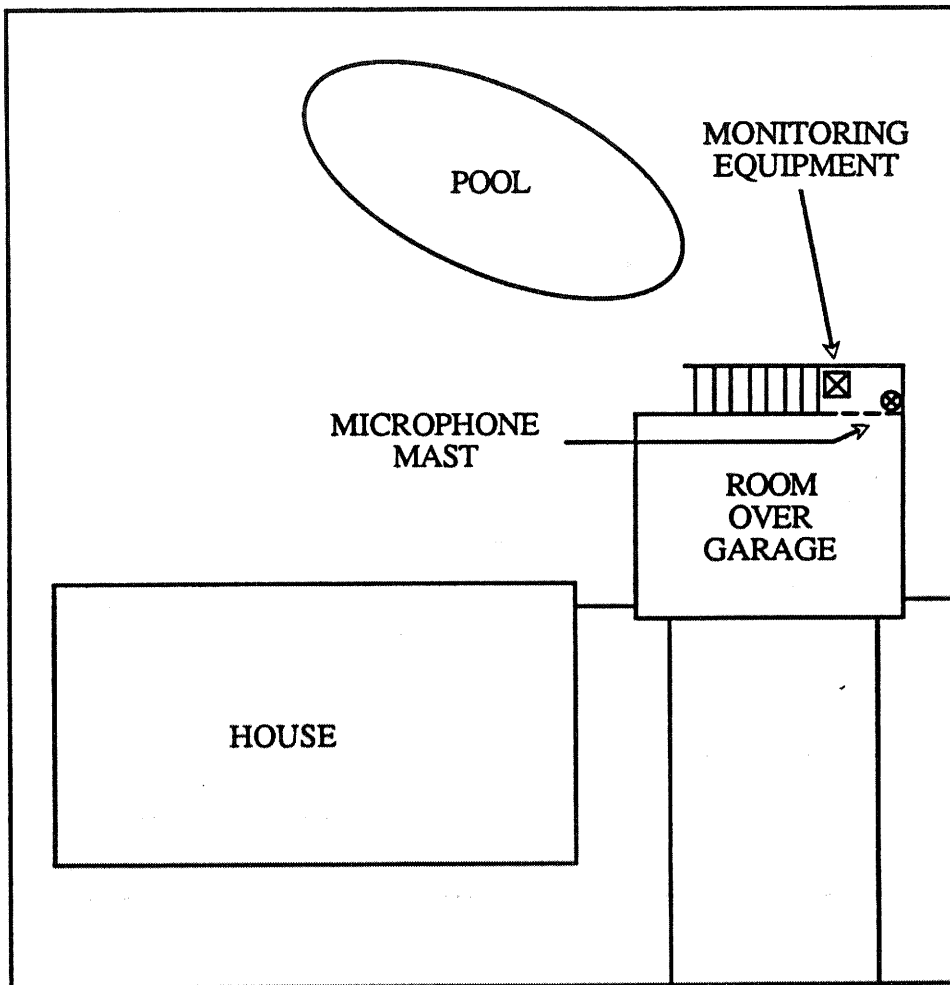 POOL
MONITORING
EQUIPMENT
MICROPHONE
MAST
ROOM
OVER
GARAGE
HOUSE